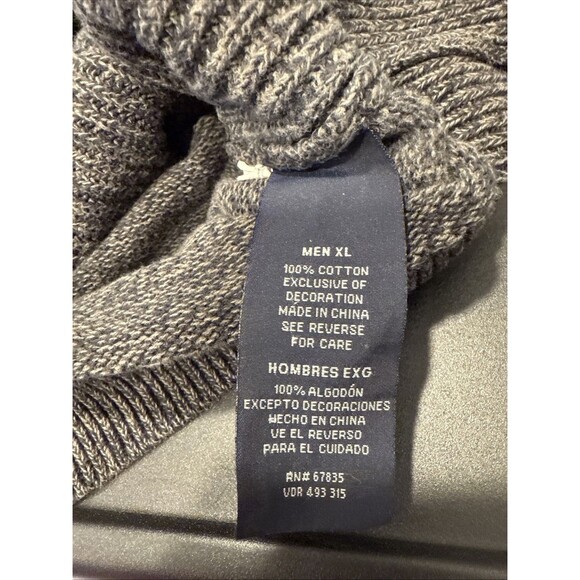 MEN XL
100% COTTON
EXCLUSIVE OF
DECORATION
MADE IN CHINA
SEE REVERSE
FOR CARE
HOMBRES EXG
100% ALGODÓN
EXCEPTO DECORACIONES
HECHO EN CHINA
VE EL REVERSO
PARA EL CUIDADO
RN# 67835
VDR 493 315